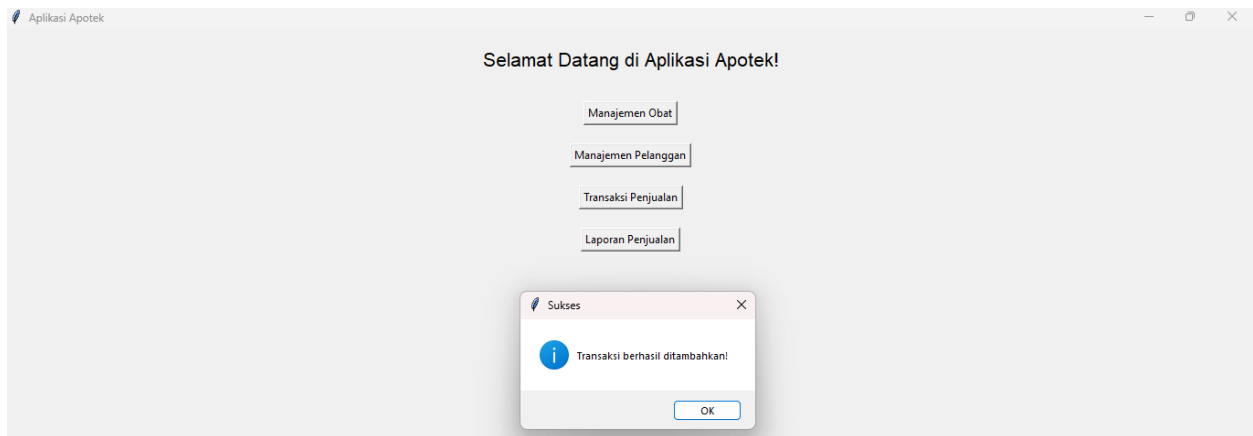 Aplikasi Apotek
Selamat Datang di Aplikasi Apotek!
Manajemen Obat
Manajemen Pelanggan
Transaksi Penjualan
Laporan Penjualan
Sukses
Transaksi berhasil ditambahkan!
OK